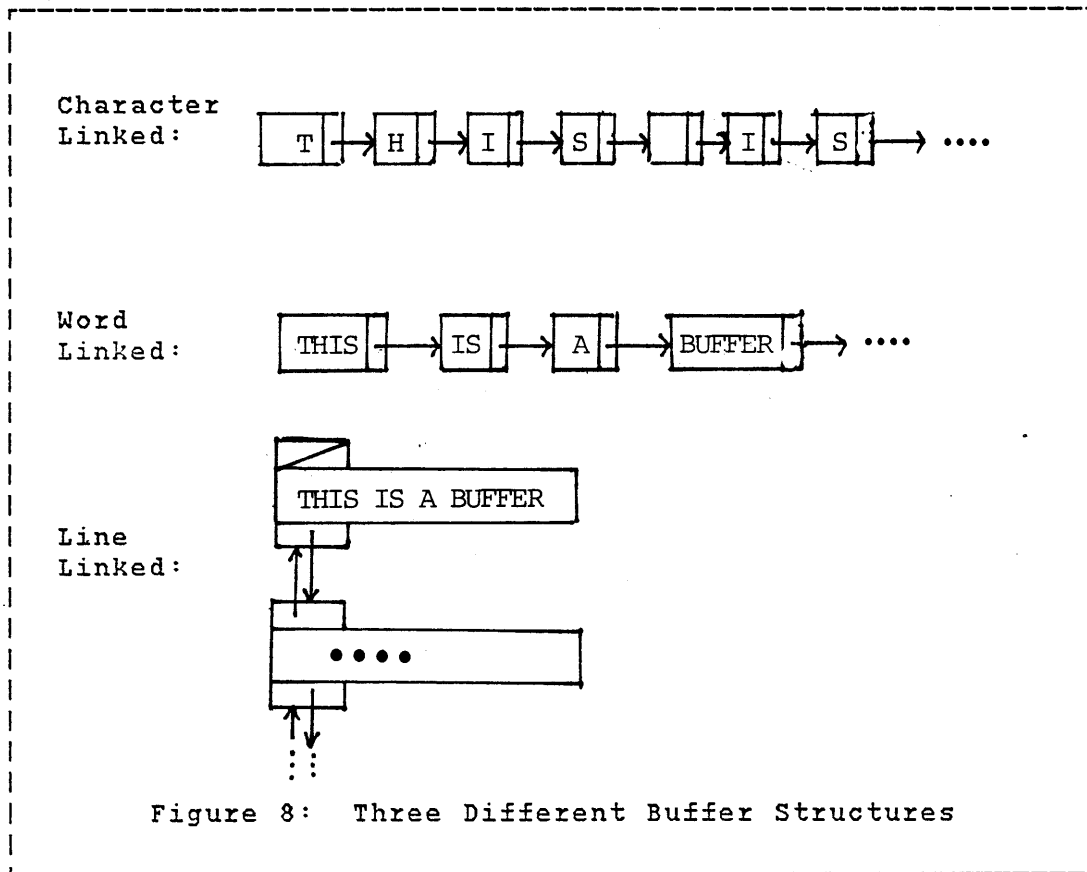 Character
Linked:
T H I S I S ....
Word
Linked:
THIS IS A BUFFER ....
THIS IS A BUFFER
Line
Linked:
••••
Figure 8: Three Different Buffer Structures